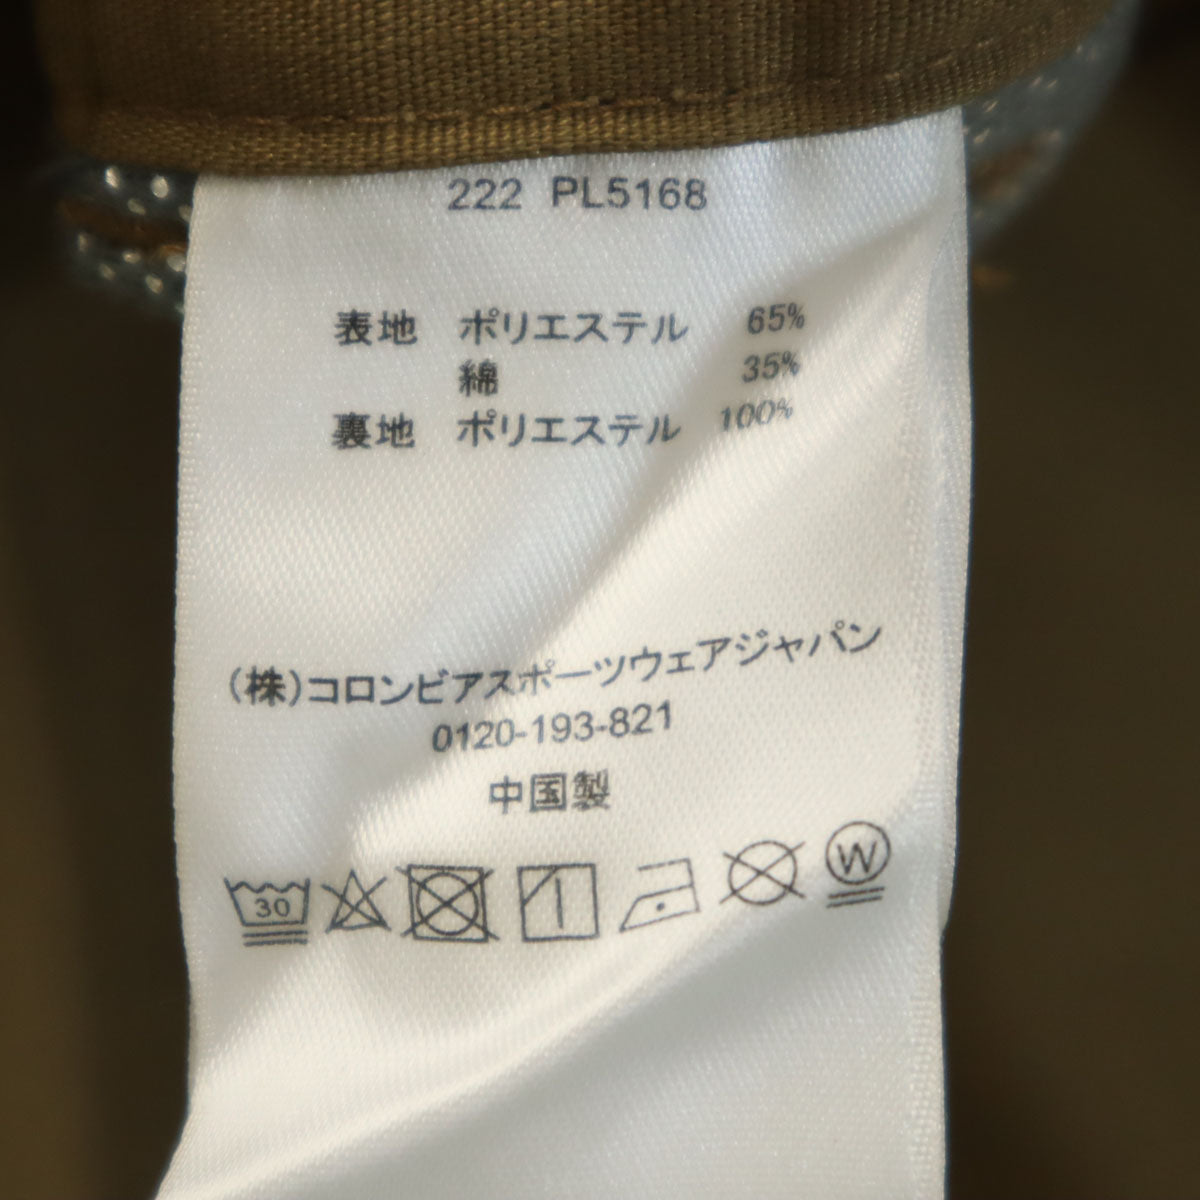 222 PL5168
表地 ポリエステル 65%
綿 35%
裏地 ポリエステル 100%
(株)コロンビアスポーツウェアジャパン
0120-193-821
中国製
30 W